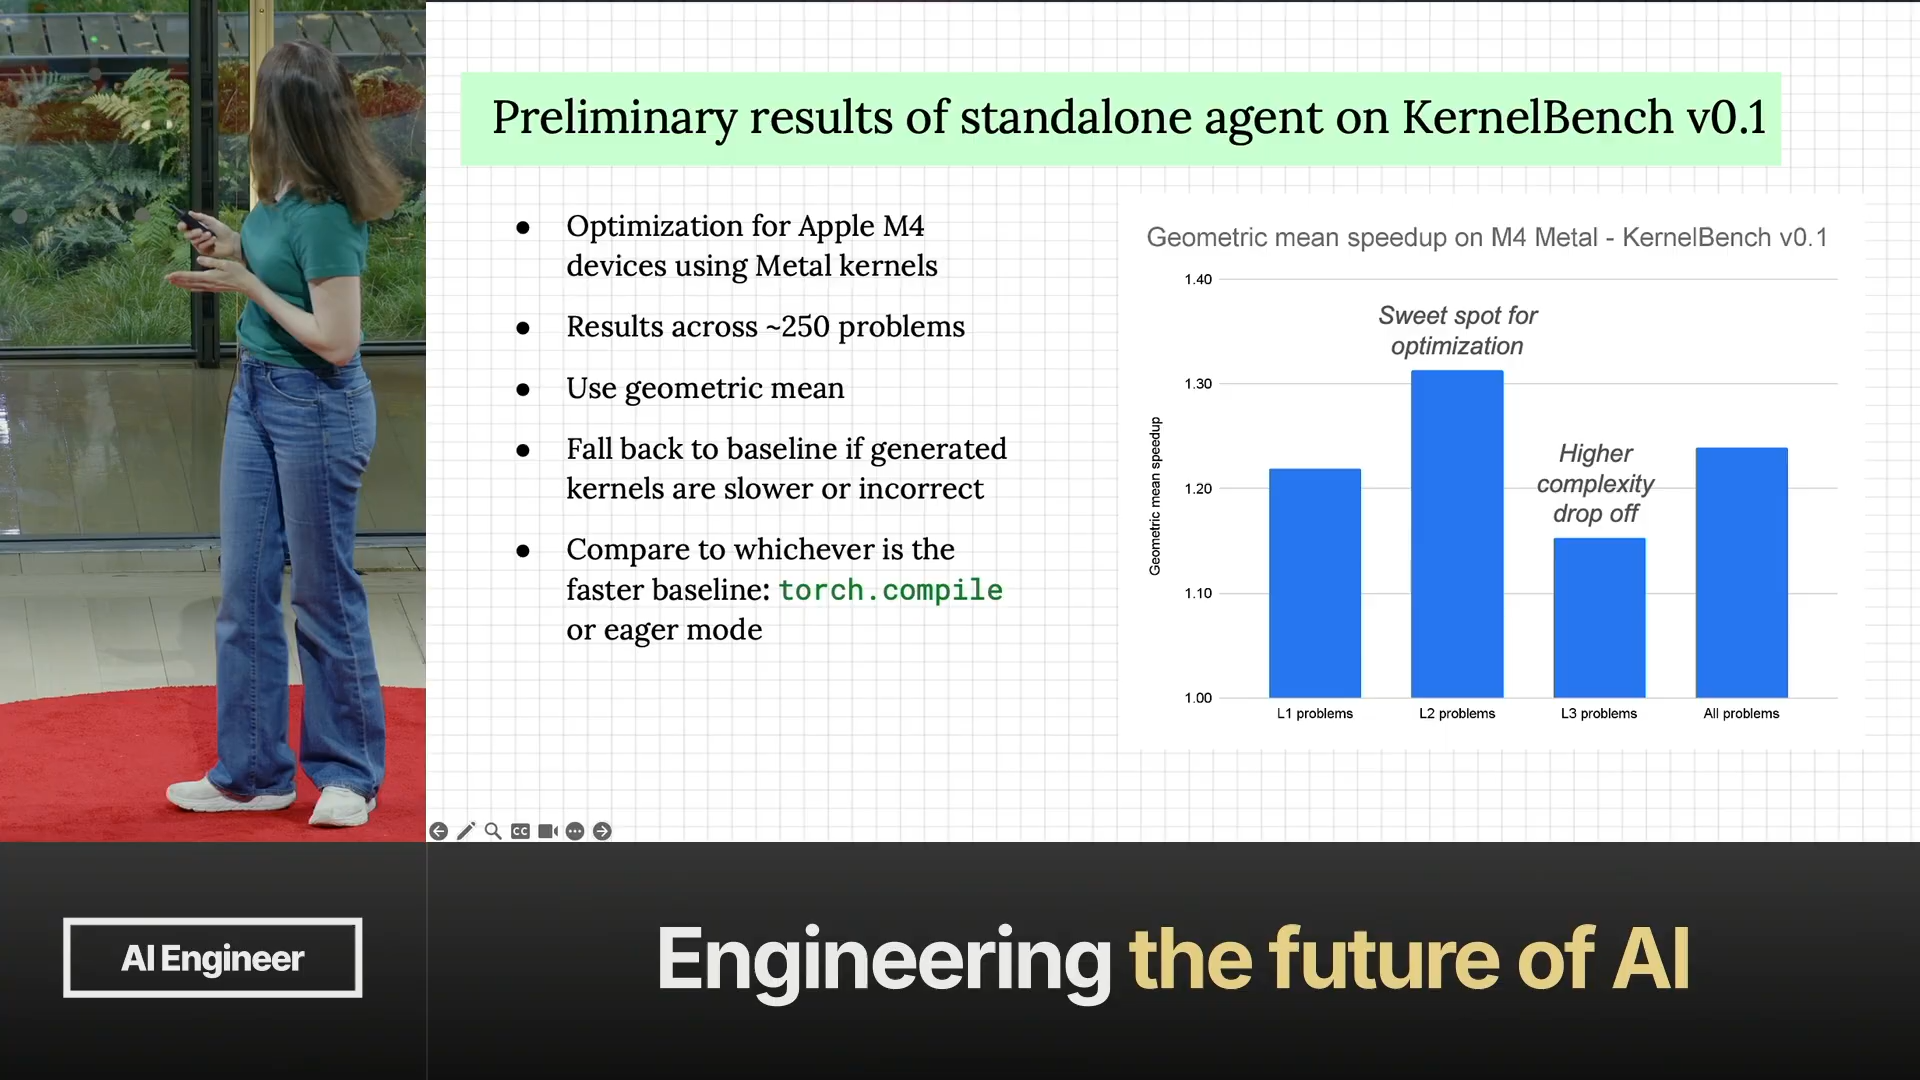 Preliminary results of standalone agent on KernelBench v0.1
● Optimization for Apple M4
devices using Metal kernels
● Results across ~250 problems
● Use geometric mean
● Fall back to baseline if generated
kernels are slower or incorrect
● Compare to whichever is the
faster baseline: torch.compile
or eager mode
Geometric mean speedup on M4 Metal - KernelBench v0.1
Geometric mean speedup
1.40
1.30
1.20
1.10
1.00
Sweet spot for
optimization
Higher
complexity
drop off
L1 problems
L2 problems
L3 problems
All problems
CC
AI Engineer
Engineering the future of AI